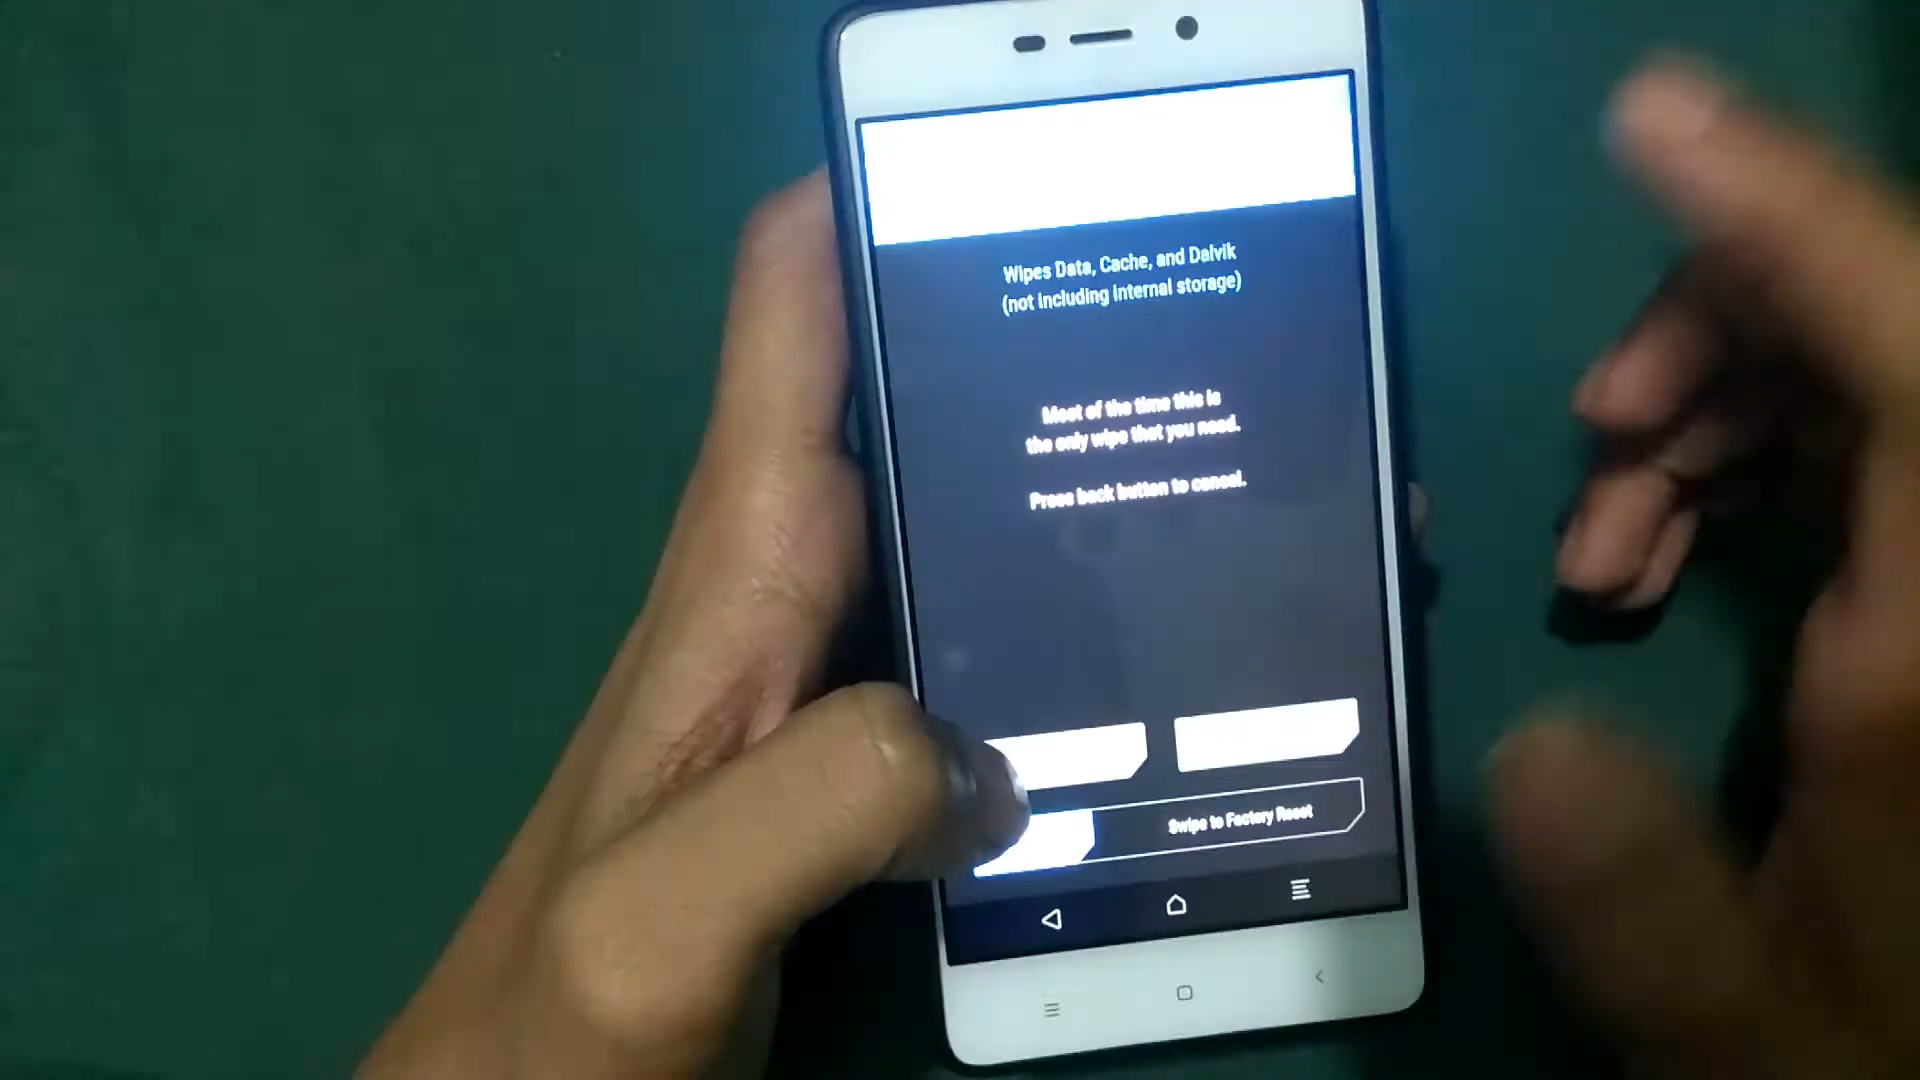 Wipes Data, Cache, and Dalvik
(not including internal storage)
Most of the time this is
the only wipe that you need.
Press back button to cancel.
Swipe to Factory Reset